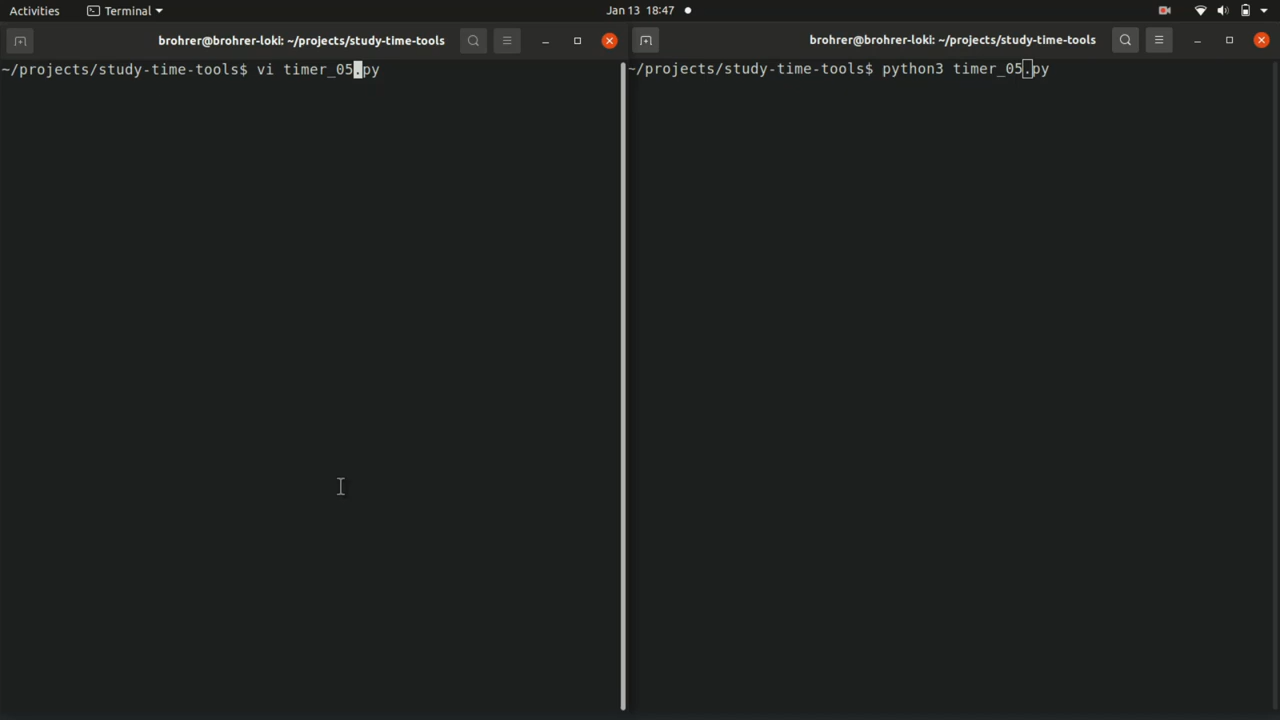 Activities Terminal Jan 13 18:47
brohrer@brohrer-loki: ~/projects/study-time-tools
~/projects/study-time-tools$ vi timer_05.py
brohrer@brohrer-loki: ~/projects/study-time-tools
~/projects/study-time-tools$ python3 timer_05.py